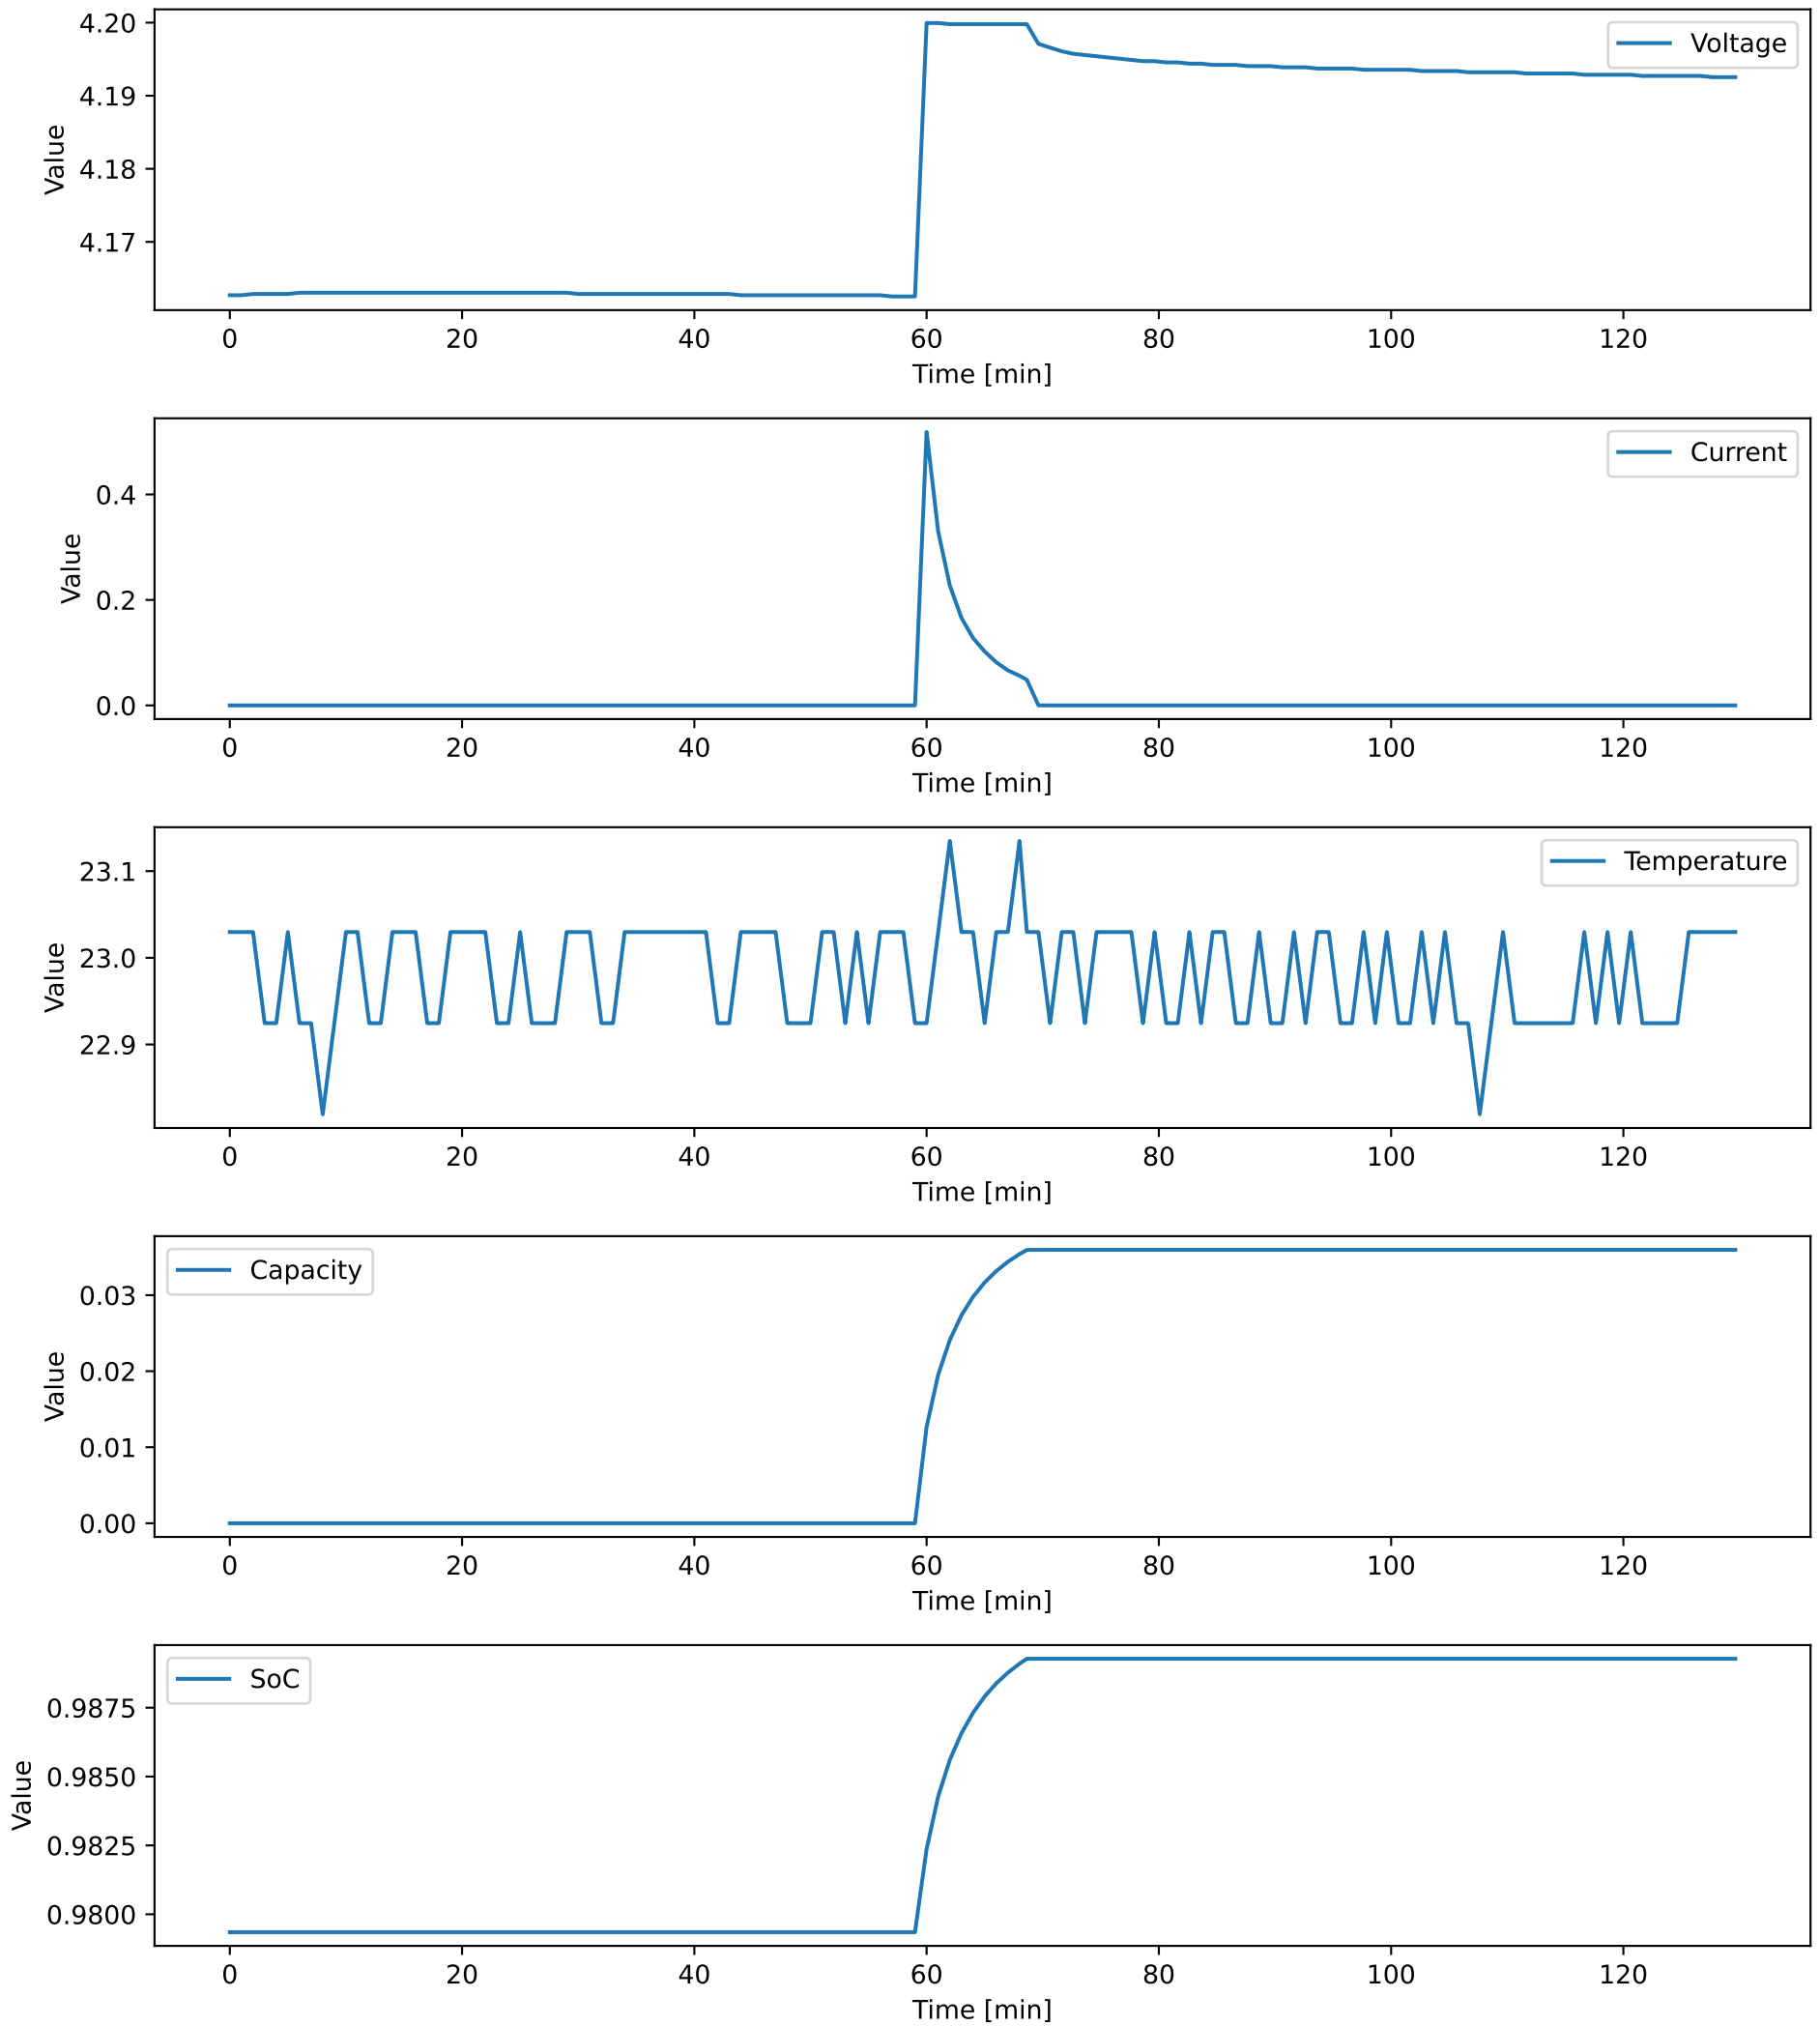 4.20
4.19
4.18
4.17
Value
Voltage
0 20 40 60 80 100 120
Time [min]
0.4
0.2
0.0
Value
Current
0 20 40 60 80 100 120
Time [min]
23.1
23.0
22.9
Value
Temperature
0 20 40 60 80 100 120
Time [min]
0.03
0.02
0.01
0.00
Value
Capacity
0 20 40 60 80 100 120
Time [min]
0.9875
0.9850
0.9825
0.9800
Value
SoC
0 20 40 60 80 100 120
Time [min]